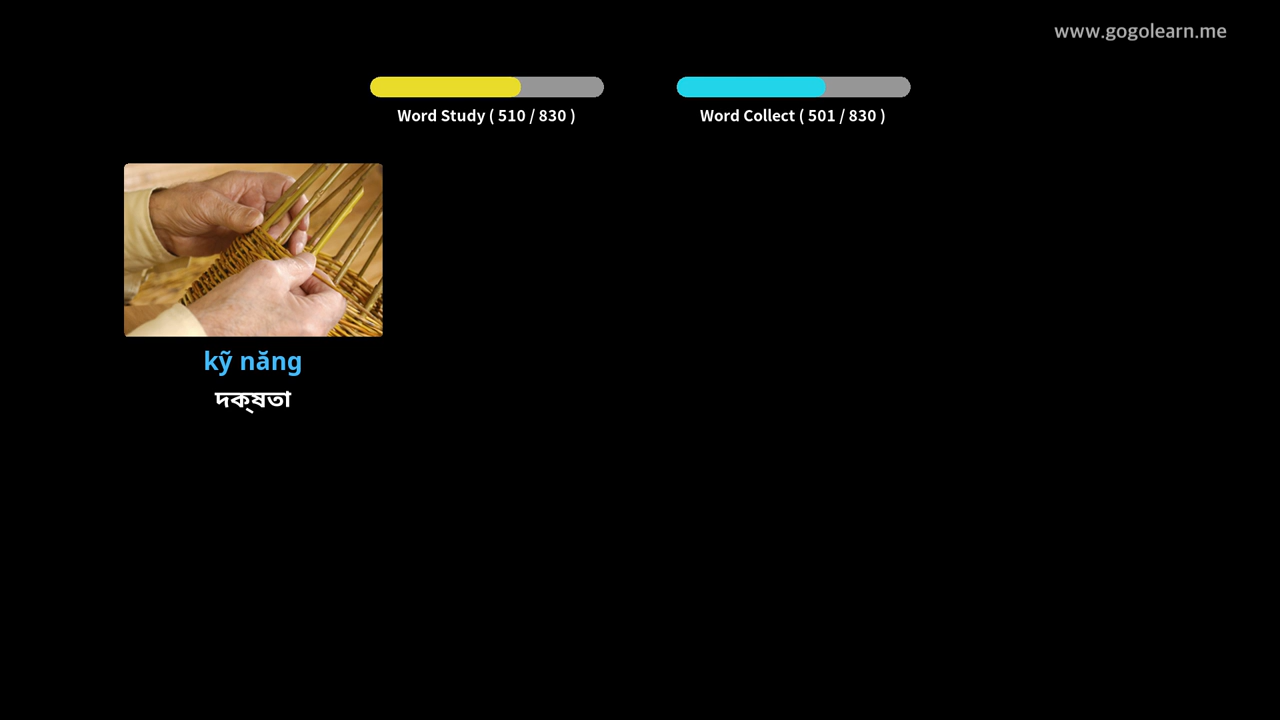 www.gogolearn.me
Word Study ( 510 / 830 )
Word Collect ( 501 / 830 )
kỹ năng
দক্ষতা